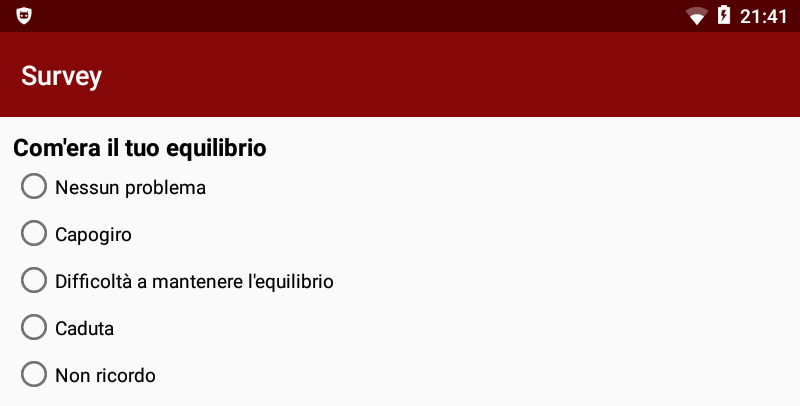 21:41
Survey
Com'era il tuo equilibrio
Nessun problema
Capogiro
Difficoltà a mantenere l'equilibrio
Caduta
Non ricordo